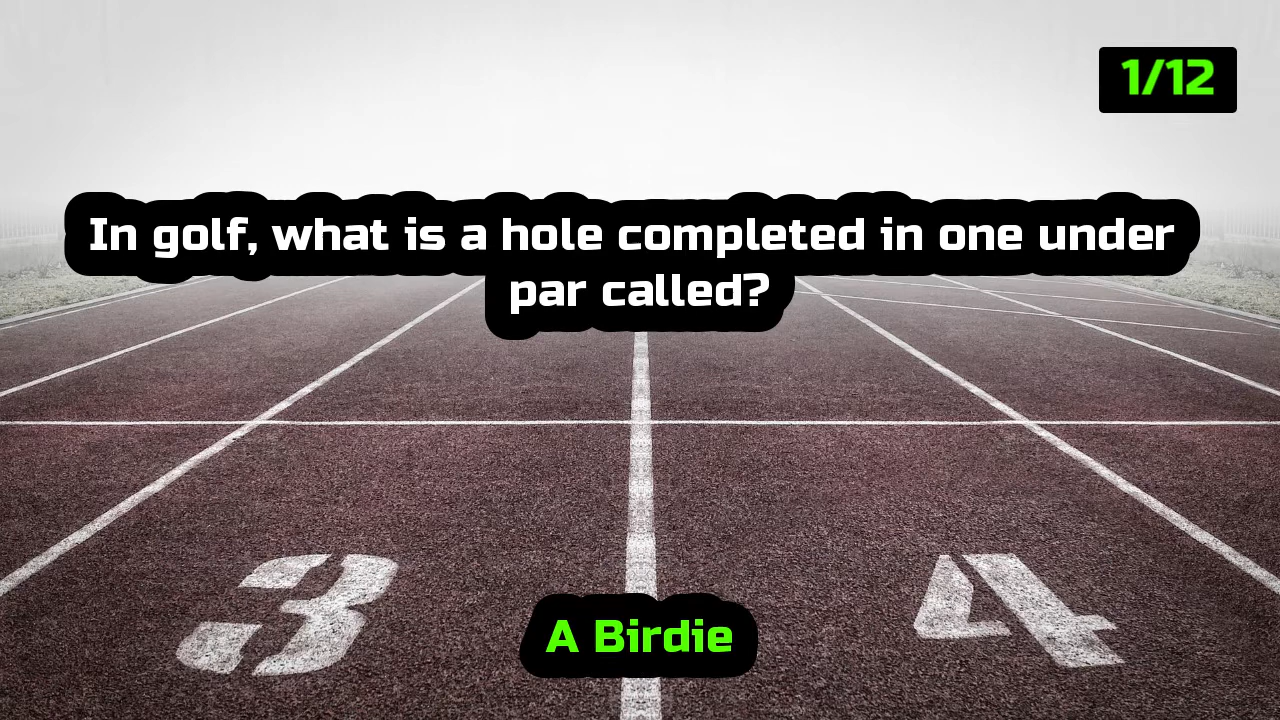 1/12
In golf, what is a hole completed in one under
par called?
3
4
A Birdie